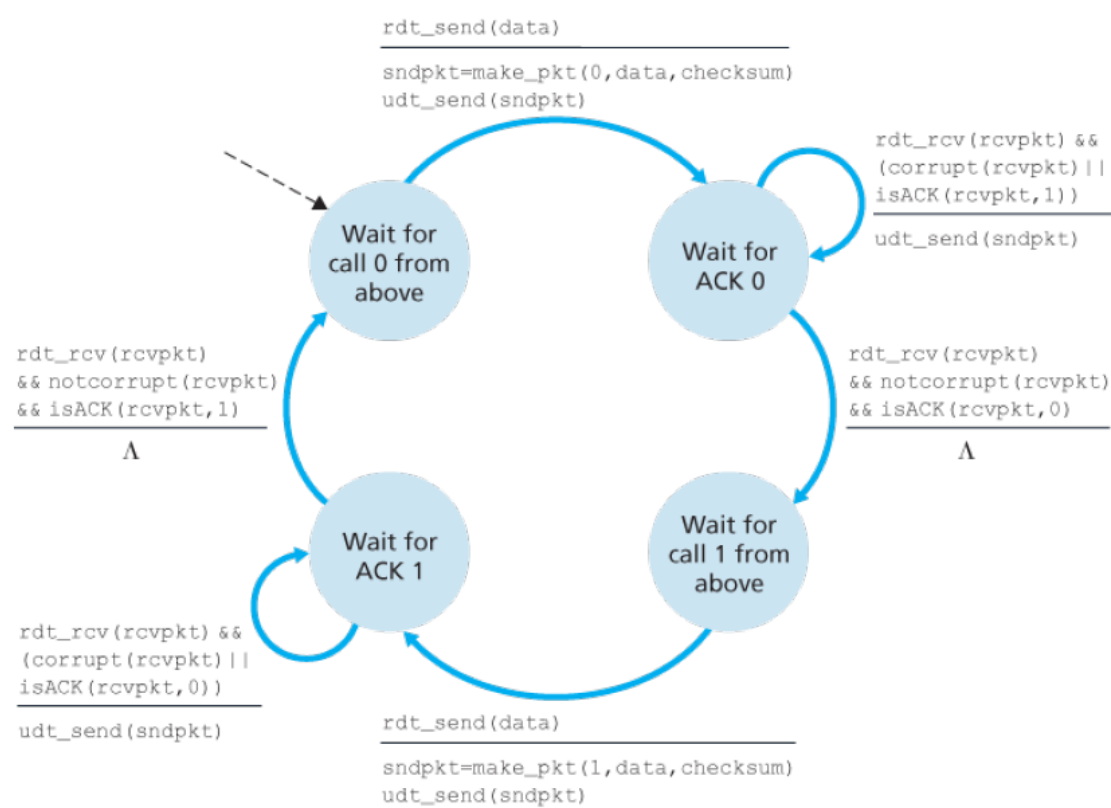 rdt_send(data)
sndpkt=make_pkt(0,data,checksum)
udt_send(sndpkt)
rdt_rcv(rcvpkt) &&
(corrupt(rcvpkt)||
isACK(rcvpkt,1))
udt_send(sndpkt)
Wait for
call 0 from
above
Wait for
ACK 0
rdt_rcv(rcvpkt)
&& notcorrupt(rcvpkt)
&& isACK(rcvpkt,1)
Λ
rdt_rcv(rcvpkt)
&& notcorrupt(rcvpkt)
&& isACK(rcvpkt,0)
Λ
Wait for
ACK 1
Wait for
call 1 from
above
rdt_rcv(rcvpkt) &&
(corrupt(rcvpkt)||
isACK(rcvpkt,0))
udt_send(sndpkt)
rdt_send(data)
sndpkt=make_pkt(1,data,checksum)
udt_send(sndpkt)